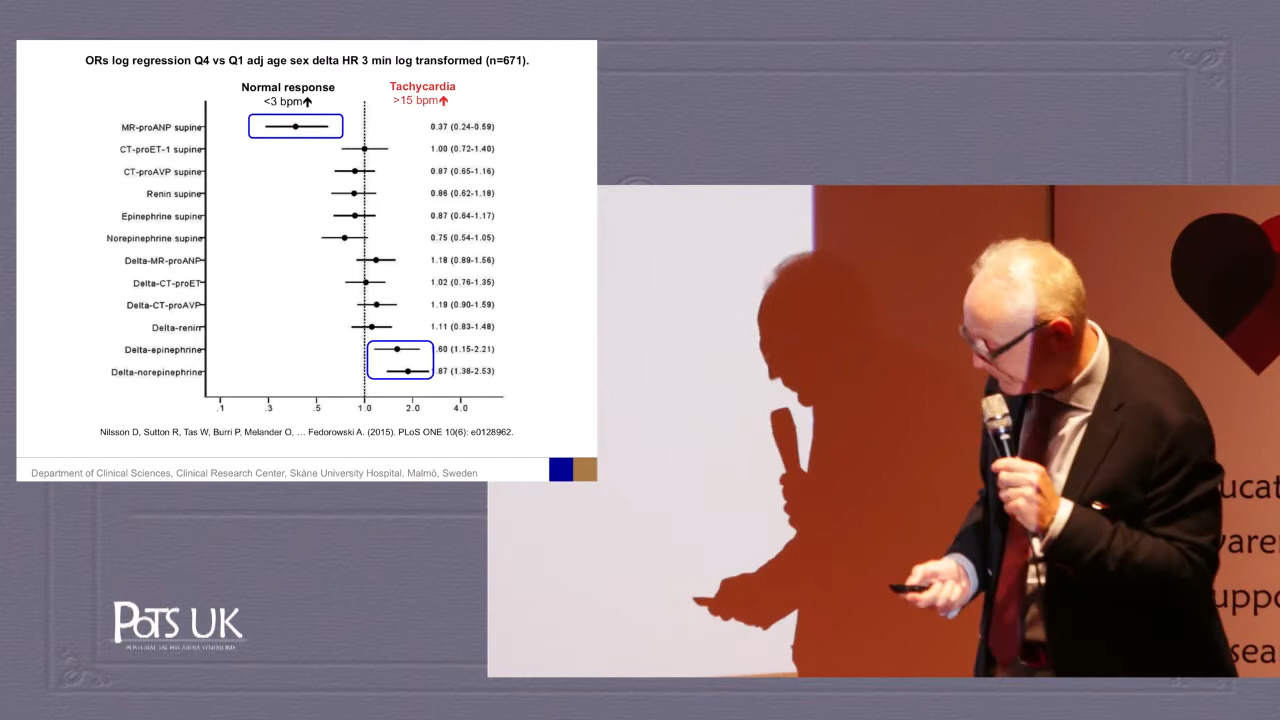 ORs log regression Q4 vs Q1 adj age sex delta HR 3 min log transformed (n=671).
Normal response Tachycardia
<3 bpm↑ >15 bpm↑
MR-proANP supine 0.37 (0.24-0.59)
CT-proET-1 supine 1.00 (0.72-1.40)
CT-proAVP supine 0.87 (0.65-1.16)
Renin supine 0.86 (0.62-1.18)
Epinephrine supine 0.87 (0.64-1.17)
Norepinephrine supine 0.75 (0.54-1.05)
Delta-MR-proANP 1.18 (0.89-1.56)
Delta-CT-proET 1.02 (0.76-1.35)
Delta-CT-proAVP 1.19 (0.90-1.59)
Delta-renin 1.11 (0.83-1.48)
Delta-epinephrine .60 (1.15-2.21)
Delta-norepinephrine .87 (1.38-2.53)
.1 .3 .5 1.0 2.0 4.0
Nilsson D, Sutton R, Tas W, Burri P, Melander O, … Fedorowski A. (2015). PLoS ONE 10(6): e0128962.
Department of Clinical Sciences, Clinical Research Center, Skåne University Hospital, Malmö, Sweden
ucat
vare
uppo
sea
PoTS UK
POSTURAL TACHYCARDIA SYNDROME